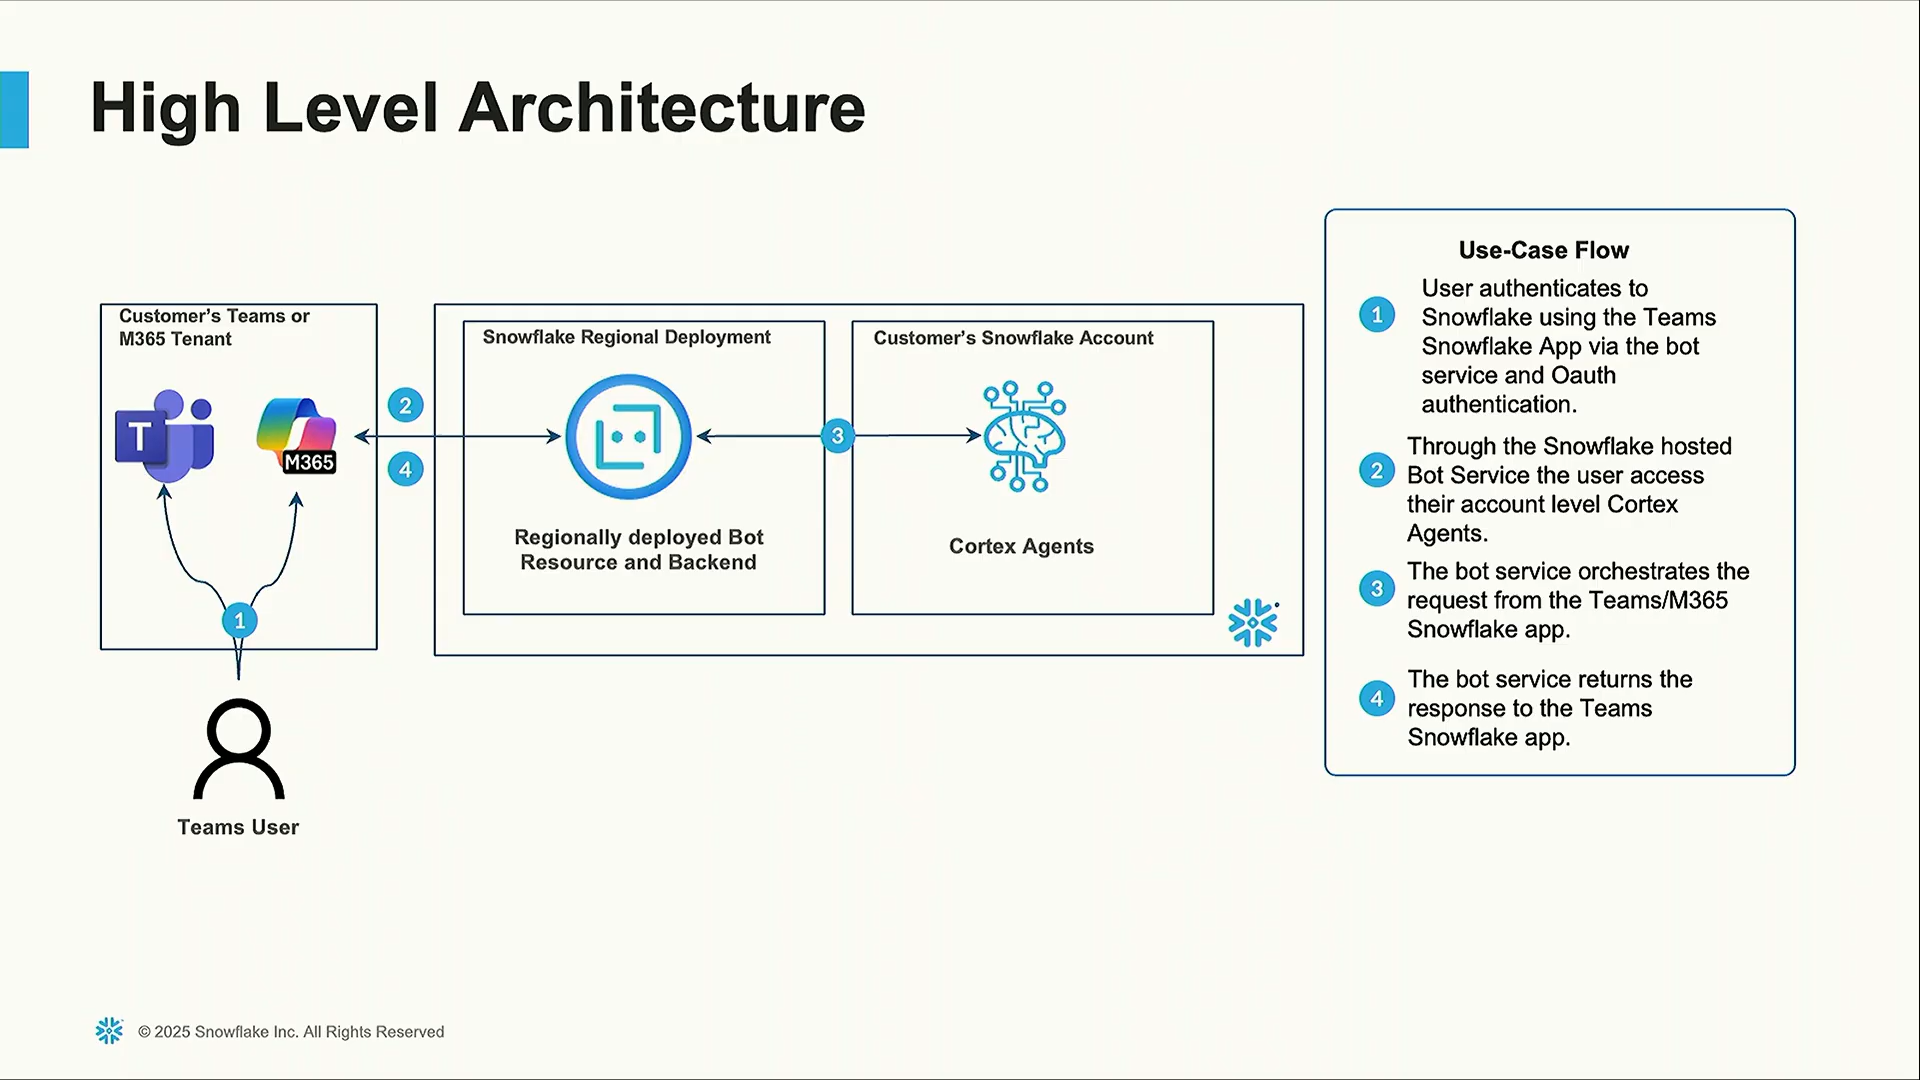 High Level Architecture
Customer's Teams or
M365 Tenant
T
M365
1
Teams User
2
4
Snowflake Regional Deployment
Regionally deployed Bot
Resource and Backend
3
Customer's Snowflake Account
Cortex Agents
Use-Case Flow
1
User authenticates to
Snowflake using the Teams
Snowflake App via the bot
service and Oauth
authentication.
2
Through the Snowflake hosted
Bot Service the user access
their account level Cortex
Agents.
3
The bot service orchestrates the
request from the Teams/M365
Snowflake app.
4
The bot service returns the
response to the Teams
Snowflake app.
© 2025 Snowflake Inc. All Rights Reserved